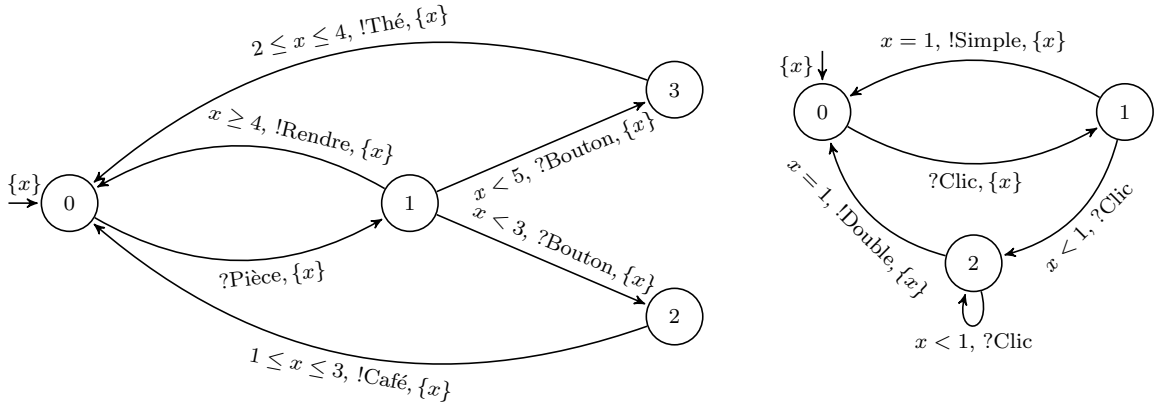 2 ≤ x ≤ 4, !Thé, {x}
x ≥ 4, !Rendre, {x}
{x}
0
1
?Pièce, {x}
x < 5, ?Bouton, {x}
3
x < 3, ?Bouton, {x}
2
1 ≤ x ≤ 3, !Café, {x}
x = 1, !Simple, {x}
{x}
0
1
?Clic, {x}
x = 1, !Double, {x}
x < 1, ?Clic
2
x < 1, ?Clic